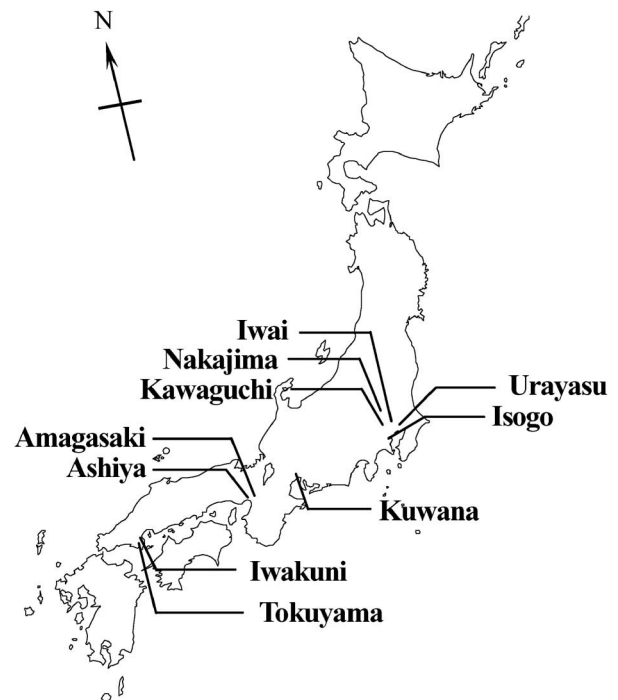 N
Iwai
Nakajima
Kawaguchi
Urayasu
Isogo
Amagasaki
Ashiya
Kuwana
Iwakuni
Tokuyama